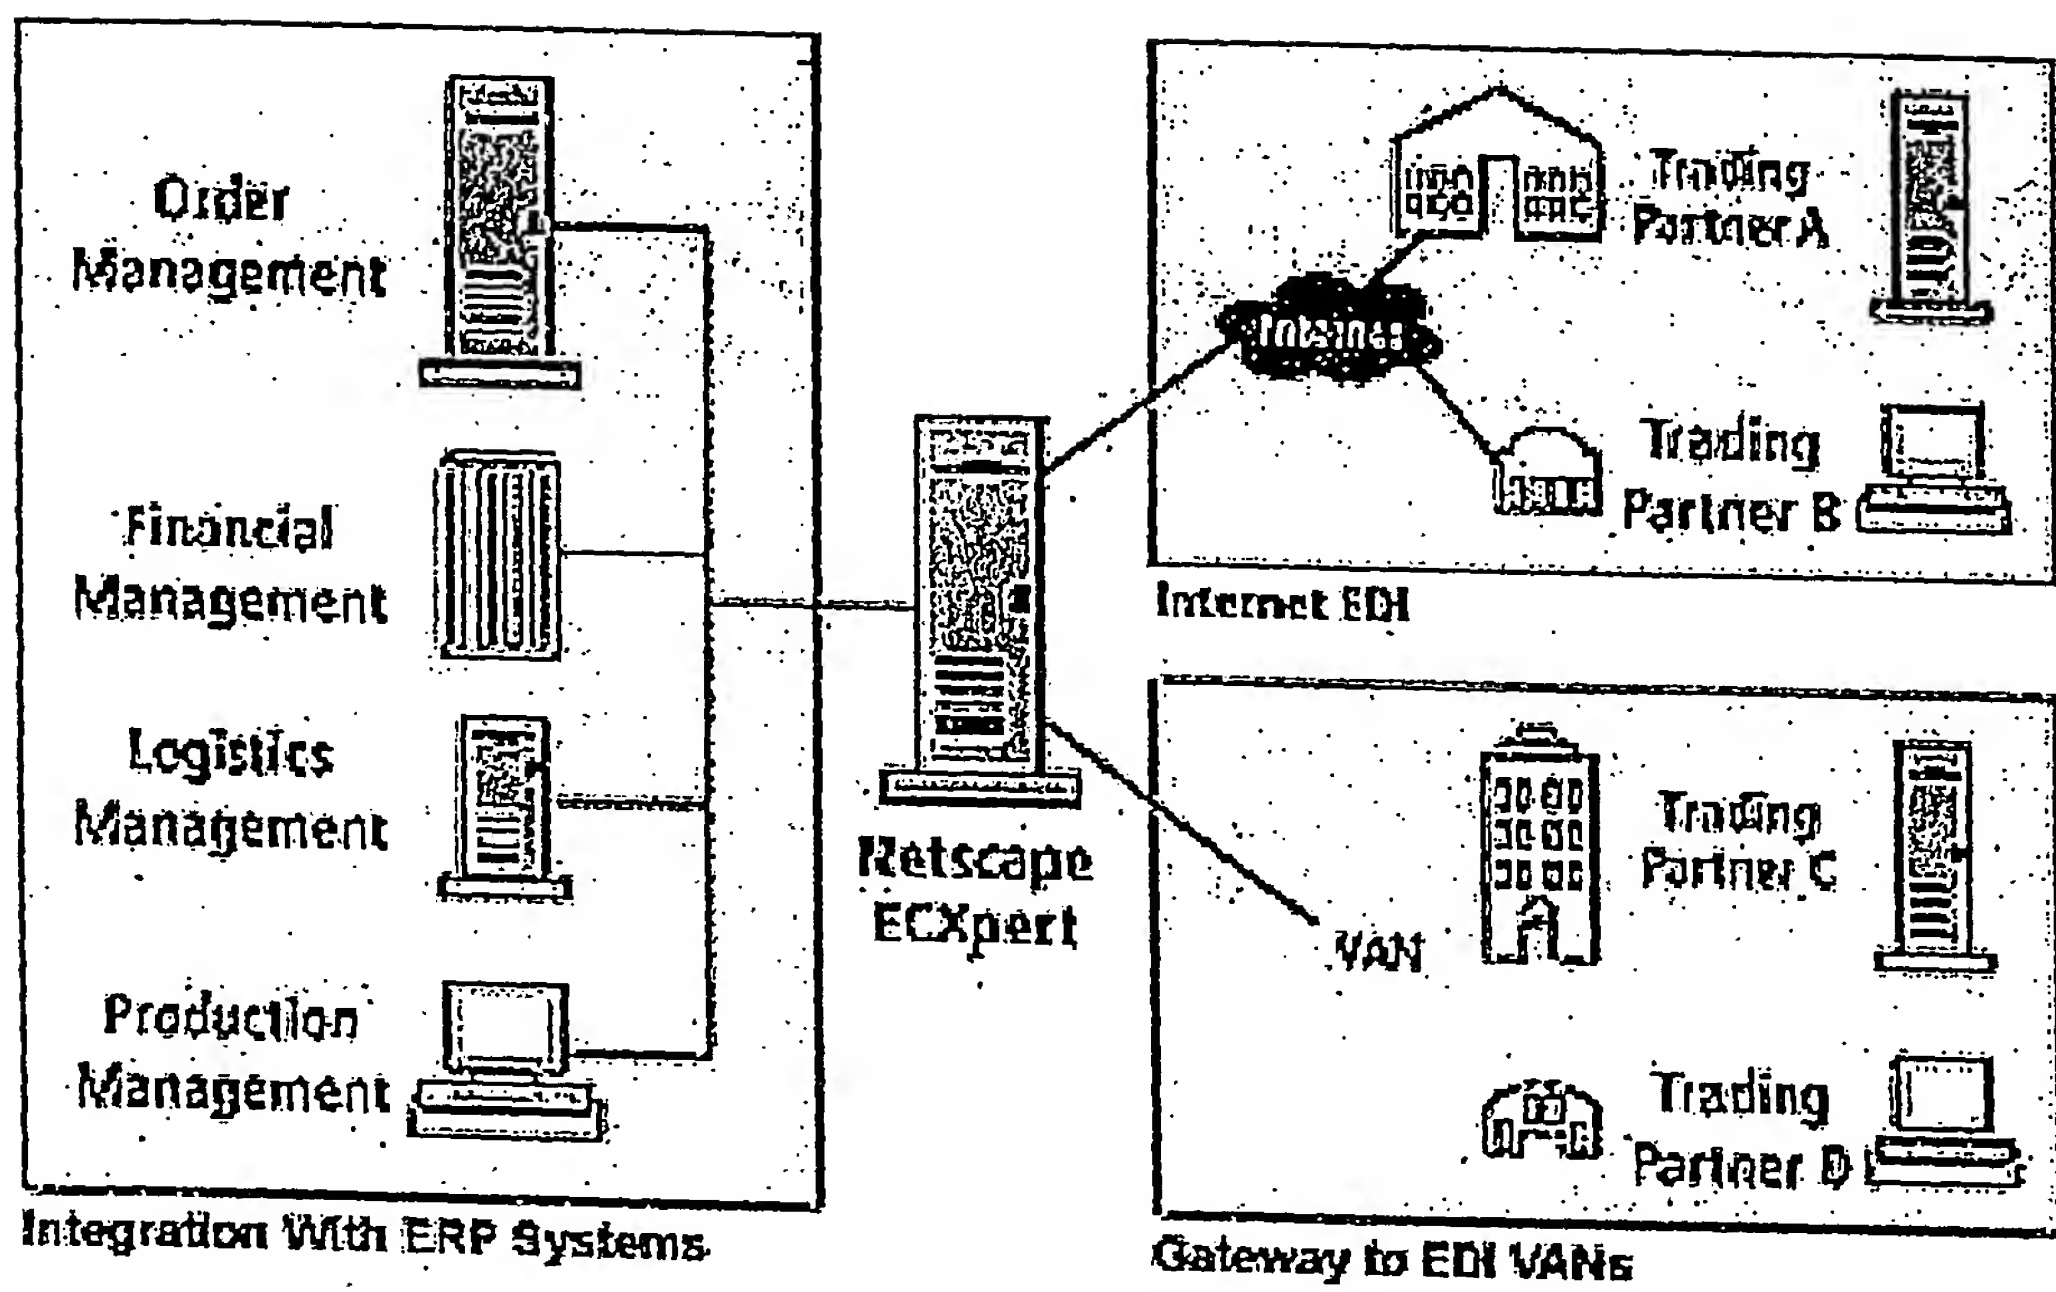 Order
Management
Financial
Management
Logistics
Management
Production
Management
Integration With ERP Systems
Netscape
ECXpert
Internet
Trading
Partner A
Trading
Partner B
Internet EDI
VAN
Trading
Partner C
Trading
Partner D
Gateway to EDI VANs